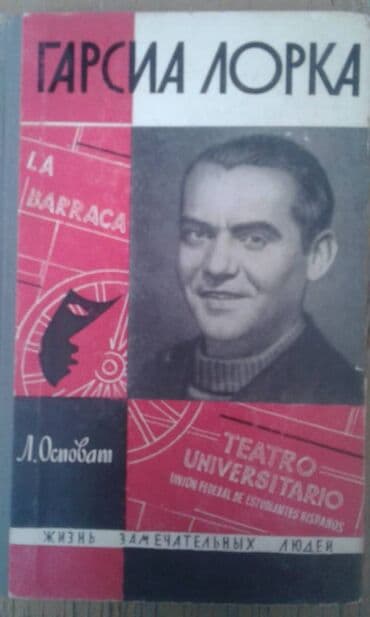 ГАРСИА ЛОРКА
LA
BARRACA
Л. Осповат
TEATRO
UNIVERSITARIO
UNION FEDERAL DE ESTUDIANTES HISPANOS
ЖИЗНЬ ЗАМЕЧАТЕЛЬНЫХ ЛЮДЕЙ